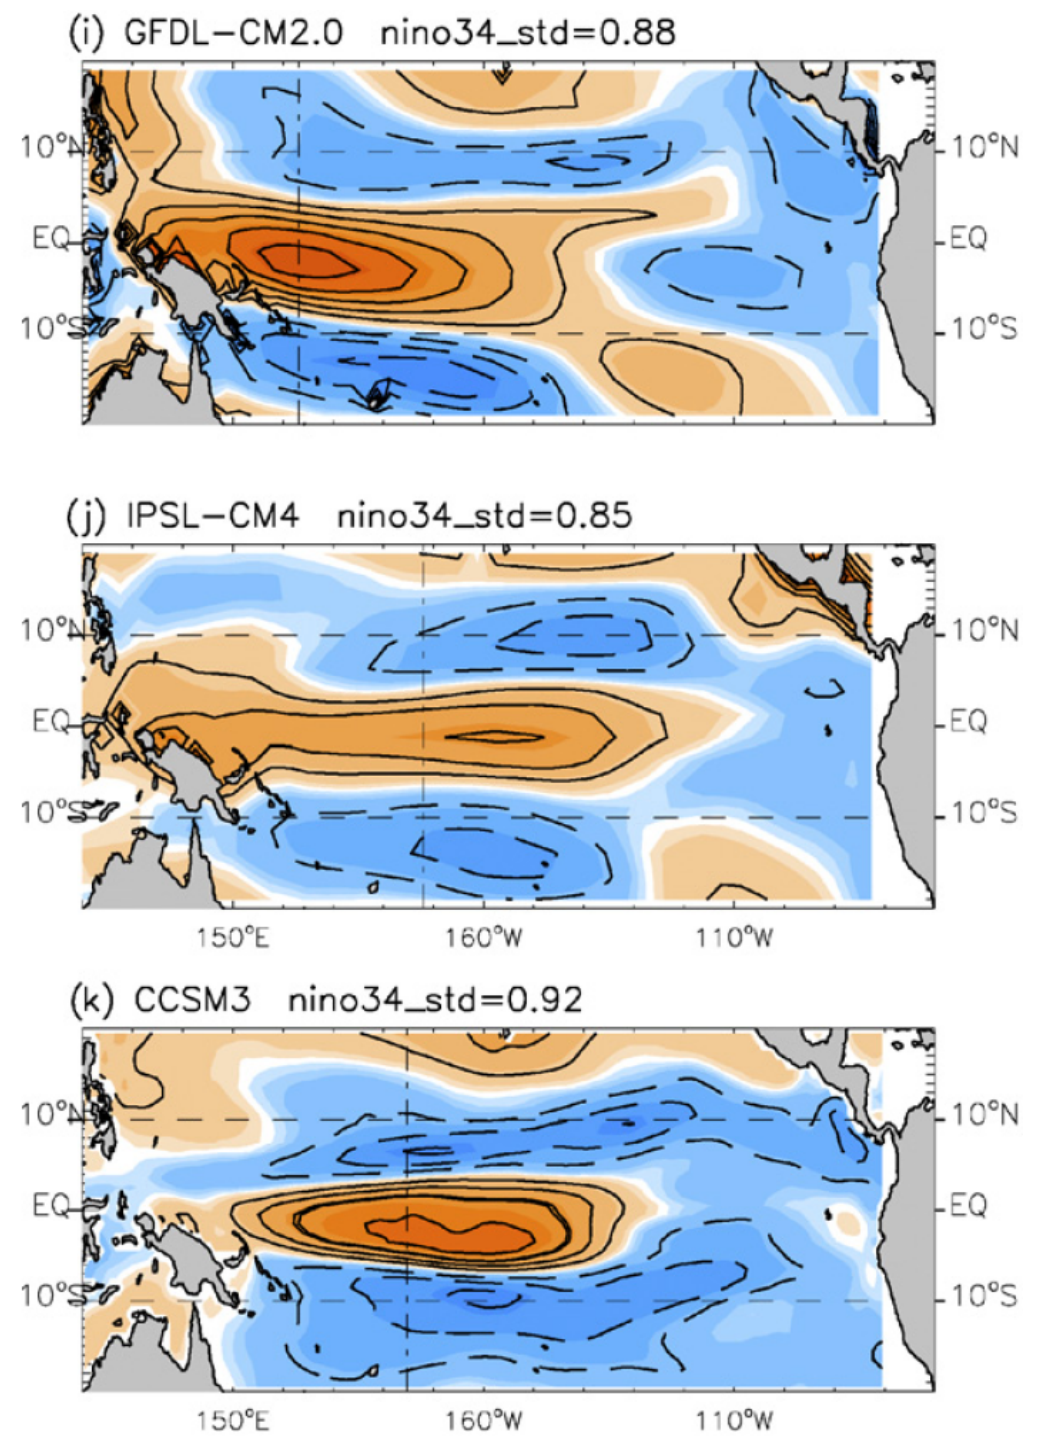 (i) GFDL-CM2.0 nino34_std=0.88
10°N 10°N
EQ EQ
10°S 10°S
(j) IPSL-CM4 nino34_std=0.85
10°N 10°N
EQ EQ
10°S 10°S
150°E 160°W 110°W
(k) CCSM3 nino34_std=0.92
10°N 10°N
EQ EQ
10°S 10°S
150°E 160°W 110°W